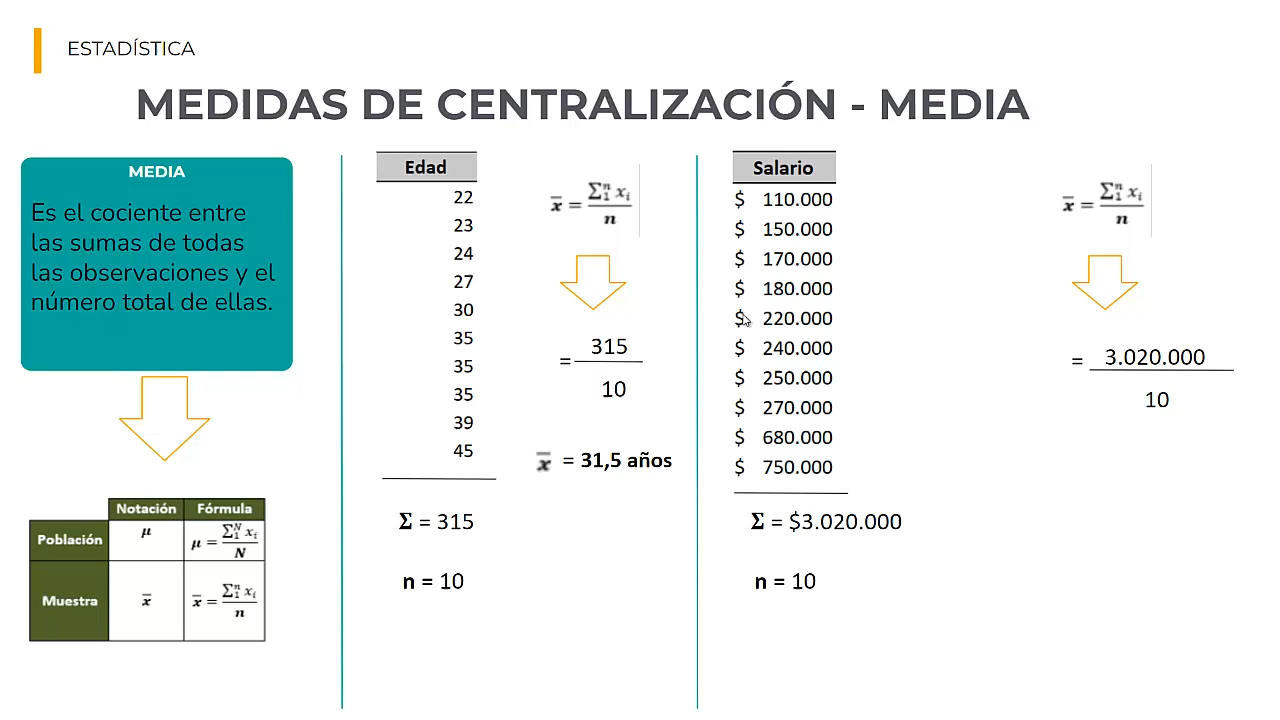 ESTADÍSTICA
MEDIDAS DE CENTRALIZACIÓN - MEDIA
MEDIA
Es el cociente entre
las sumas de todas
las observaciones y el
número total de ellas.
Notación Fórmula
Población μ μ = Σ₁ᴺ xᵢ / N
Muestra x̄ x̄ = Σ₁ⁿ xᵢ / n
Edad
22
23
24
27
30
35
35
35
39
45
Σ = 315
n = 10
x̄ = Σ₁ⁿ xᵢ / n
= 315
10
x̄ = 31,5 años
Salario
$ 110.000
$ 150.000
$ 170.000
$ 180.000
$ 220.000
$ 240.000
$ 250.000
$ 270.000
$ 680.000
$ 750.000
Σ = $3.020.000
n = 10
x̄ = Σ₁ⁿ xᵢ / n
= 3.020.000
10